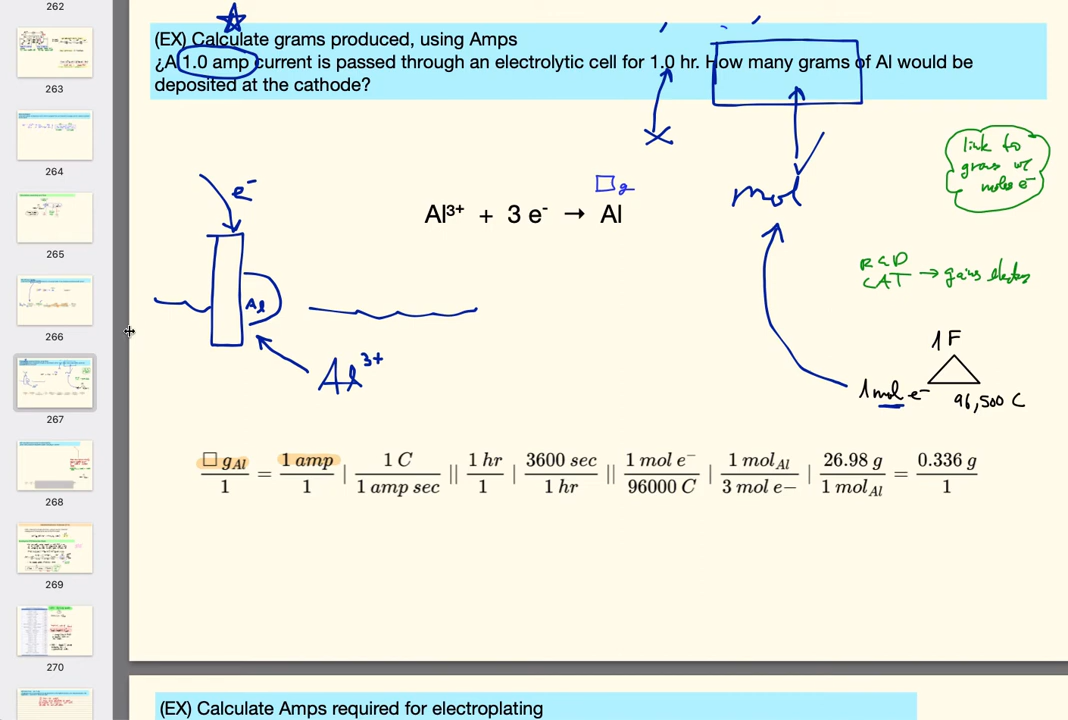 262
263
264
265
266
267
268
269
270
(EX) Calculate grams produced, using Amps
¿A 1.0 amp current is passed through an electrolytic cell for 1.0 hr. How many grams of Al would be
deposited at the cathode?
e⁻
Al
Al³⁺
□ g
Al³⁺ + 3 e⁻ → Al
mol
link to
grams w/
moles e⁻
RED
CAT → gains electrons
1 F
1 mol e⁻
96,500 C
□ g_Al / 1 = 1 amp / 1 | 1 C / 1 amp sec || 1 hr / 1 | 3600 sec / 1 hr || 1 mol e⁻ / 96000 C | 1 mol_Al / 3 mol e− | 26.98 g / 1 mol_Al = 0.336 g / 1
(EX) Calculate Amps required for electroplating